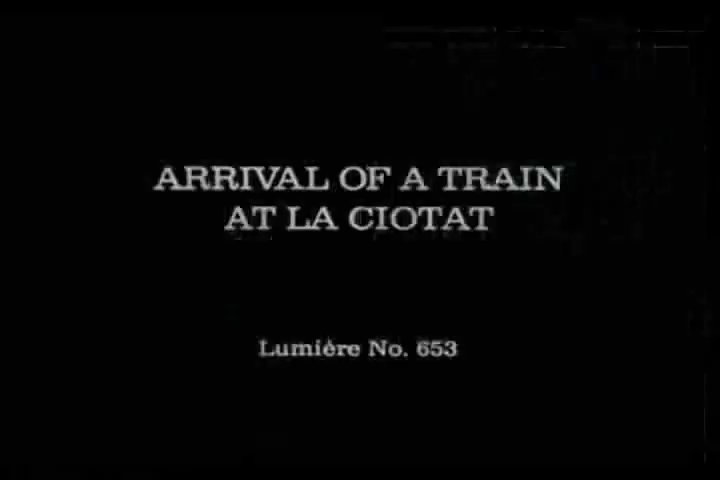 ARRIVAL OF A TRAIN
AT LA CIOTAT
Lumière No. 653